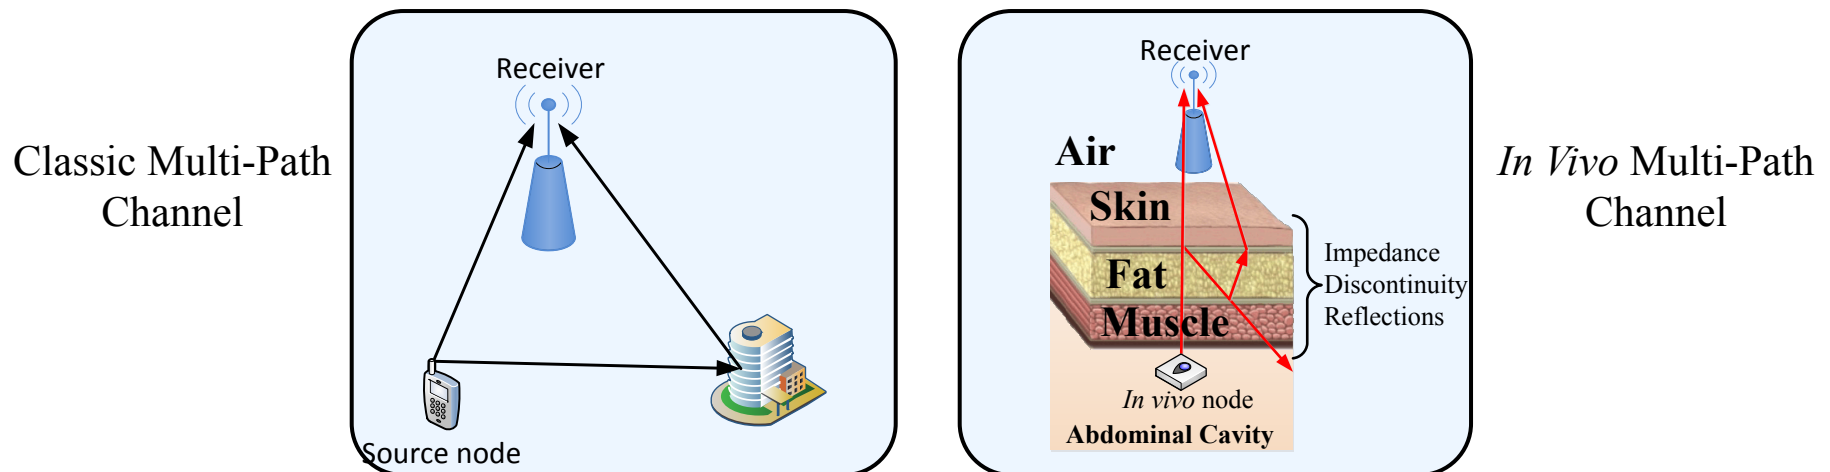 Classic Multi-Path
Channel
Receiver
Source node
Receiver
Air
Skin
Fat
Muscle
Impedance
Discontinuity
Reflections
In vivo node
Abdominal Cavity
In Vivo Multi-Path
Channel